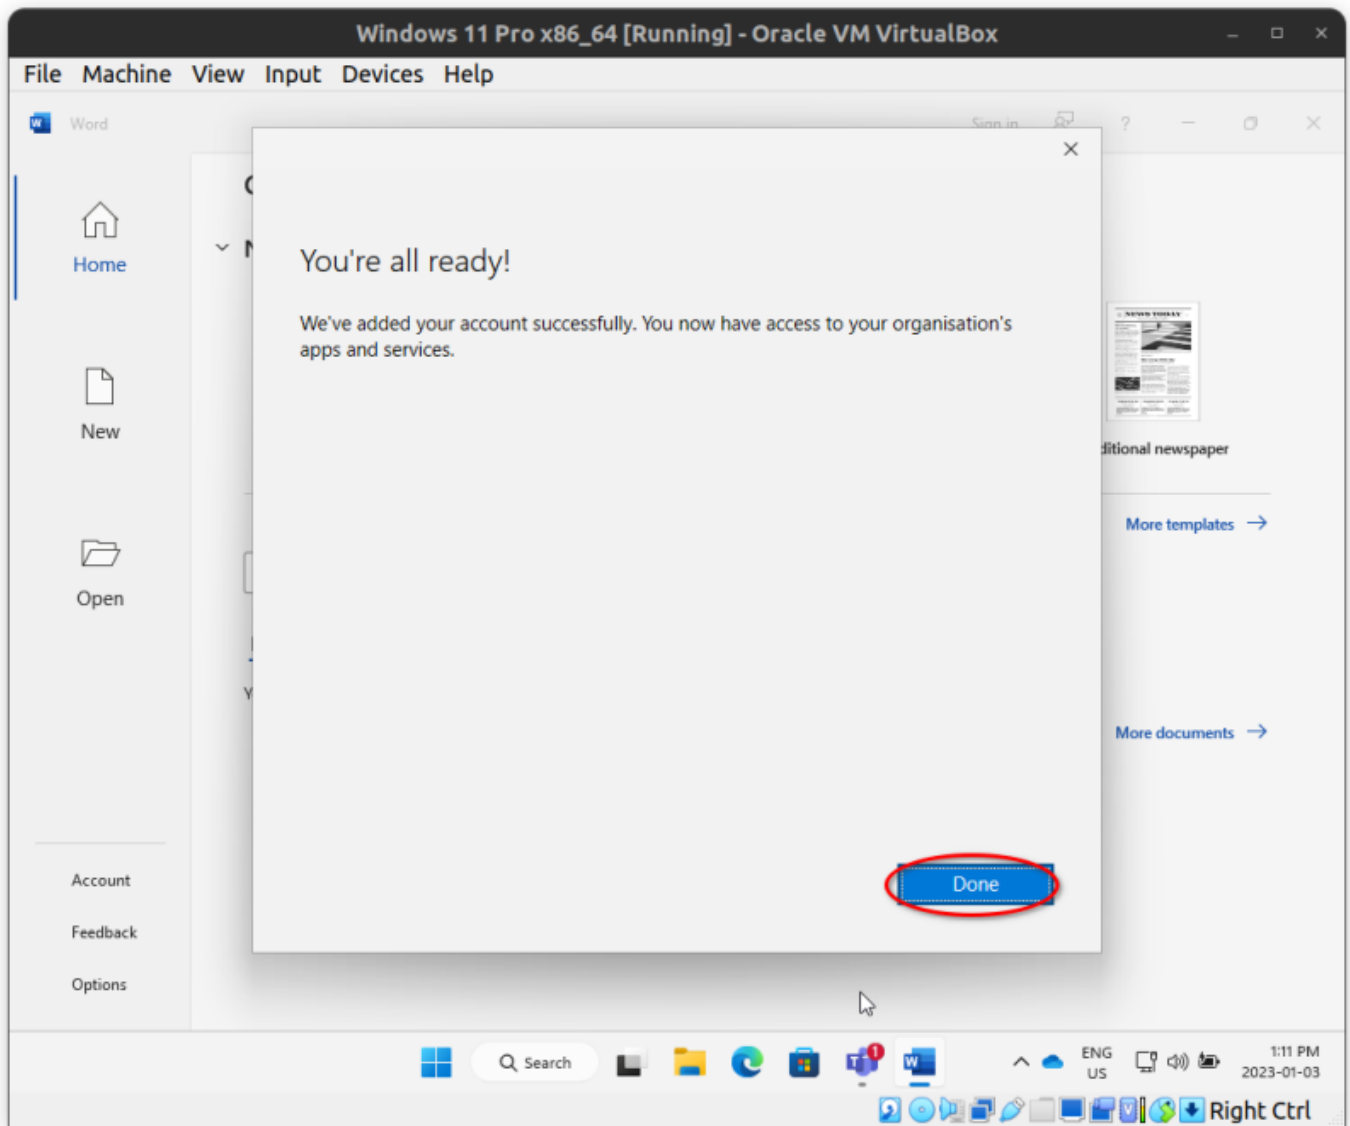 Windows 11 Pro x86_64 [Running] - Oracle VM VirtualBox
File Machine View Input Devices Help
Word
Sign in
You're all ready!
We've added your account successfully. You now have access to your organisation's
apps and services.
Home
New
Open
NEWS TODAY
ditional newspaper
More templates
More documents
Done
Account
Feedback
Options
Search
1
ENG
US
1:11 PM
2023-01-03
Right Ctrl